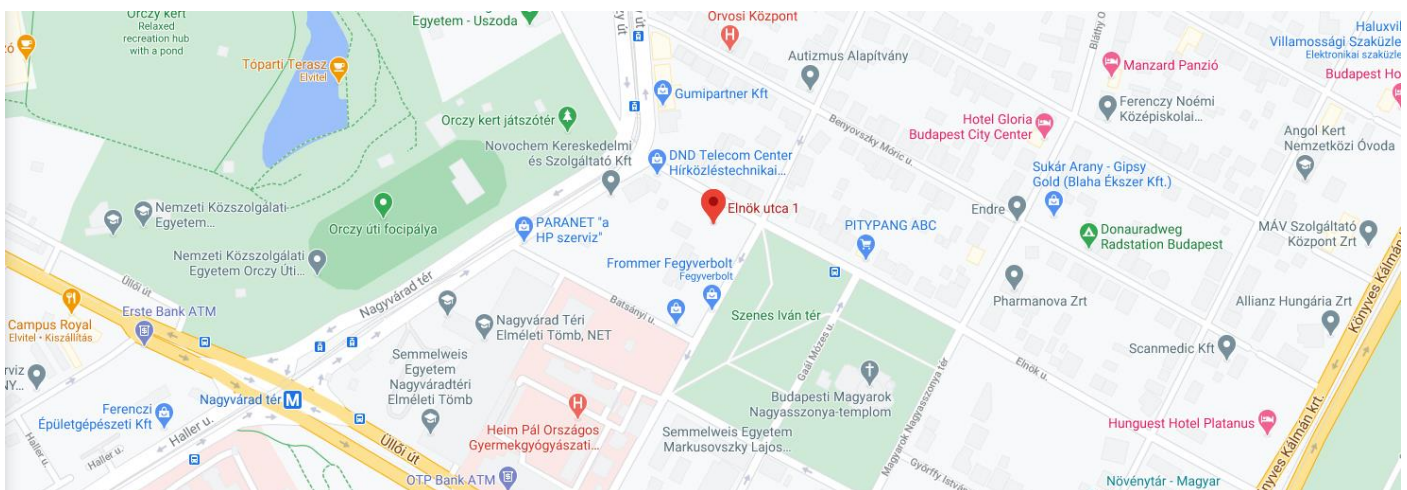 Orczy kert
Relaxed
recreation hub
with a pond
Egyetem - Uszoda
Orvosi Központ
Villamossági Szaküzle
Elektronikai szaküzle
Tóparti Terasz
Elvitel
Autizmus Alapítvány
Bláthy O
Manzard Panzió
Budapest Ho
Gumipartner Kft
Ferenczy Noémi
Középiskolai...
Orczy kert játszótér
Benyovszky Móric u.
Hotel Gloria
Budapest City Center
Angol Kert
Nemzetközi Óvoda
Novochem Kereskedelmi
és Szolgáltató Kft
DND Telecom Center
Hírközléstechnikai...
Sukár Arany - Gipsy
Gold (Blaha Ékszer Kft.)
Nemzeti Közszolgálati
Egyetem...
Orczy úti focipálya
Elnök utca 1
Endre
PARANET "a
HP szerviz"
PITYPANG ABC
Donauradweg
Radstation Budapest
MÁV Szolgáltató
Központ Zrt
Nemzeti Közszolgálati
Egyetem Orczy Úti...
Frommer Fegyverbolt
Fegyverbolt
Üllői út
Nagyvárad tér
Batsányi u.
Szenes Iván tér
Pharmanova Zrt
Allianz Hungária Zrt
Könyves Kálmán
Campus Royal
Elvitel • Kiszállítás
Erste Bank ATM
Nagyvárad Téri
Elméleti Tömb, NET
Gaál Mózes u.
Scanmedic Kft
Semmelweis
Egyetem
Nagyváradtéri
Elméleti Tömb
Elnök u.
Nagyvárad tér
M
Budapesti Magyarok
Nagyasszonya-templom
Magyarok Nagyasszonya tér
Ferenczi
Épületgépészeti Kft
Haller u.
Haller u.
Haller u.
Üllői út
Heim Pál Országos
Gyermekgyógyászati...
Semmelweis Egyetem
Markusovszky Lajos...
Hunguest Hotel Platanus
Kálmán krt.
OTP Bank ATM
Györffy István
Növénytár - Magyar